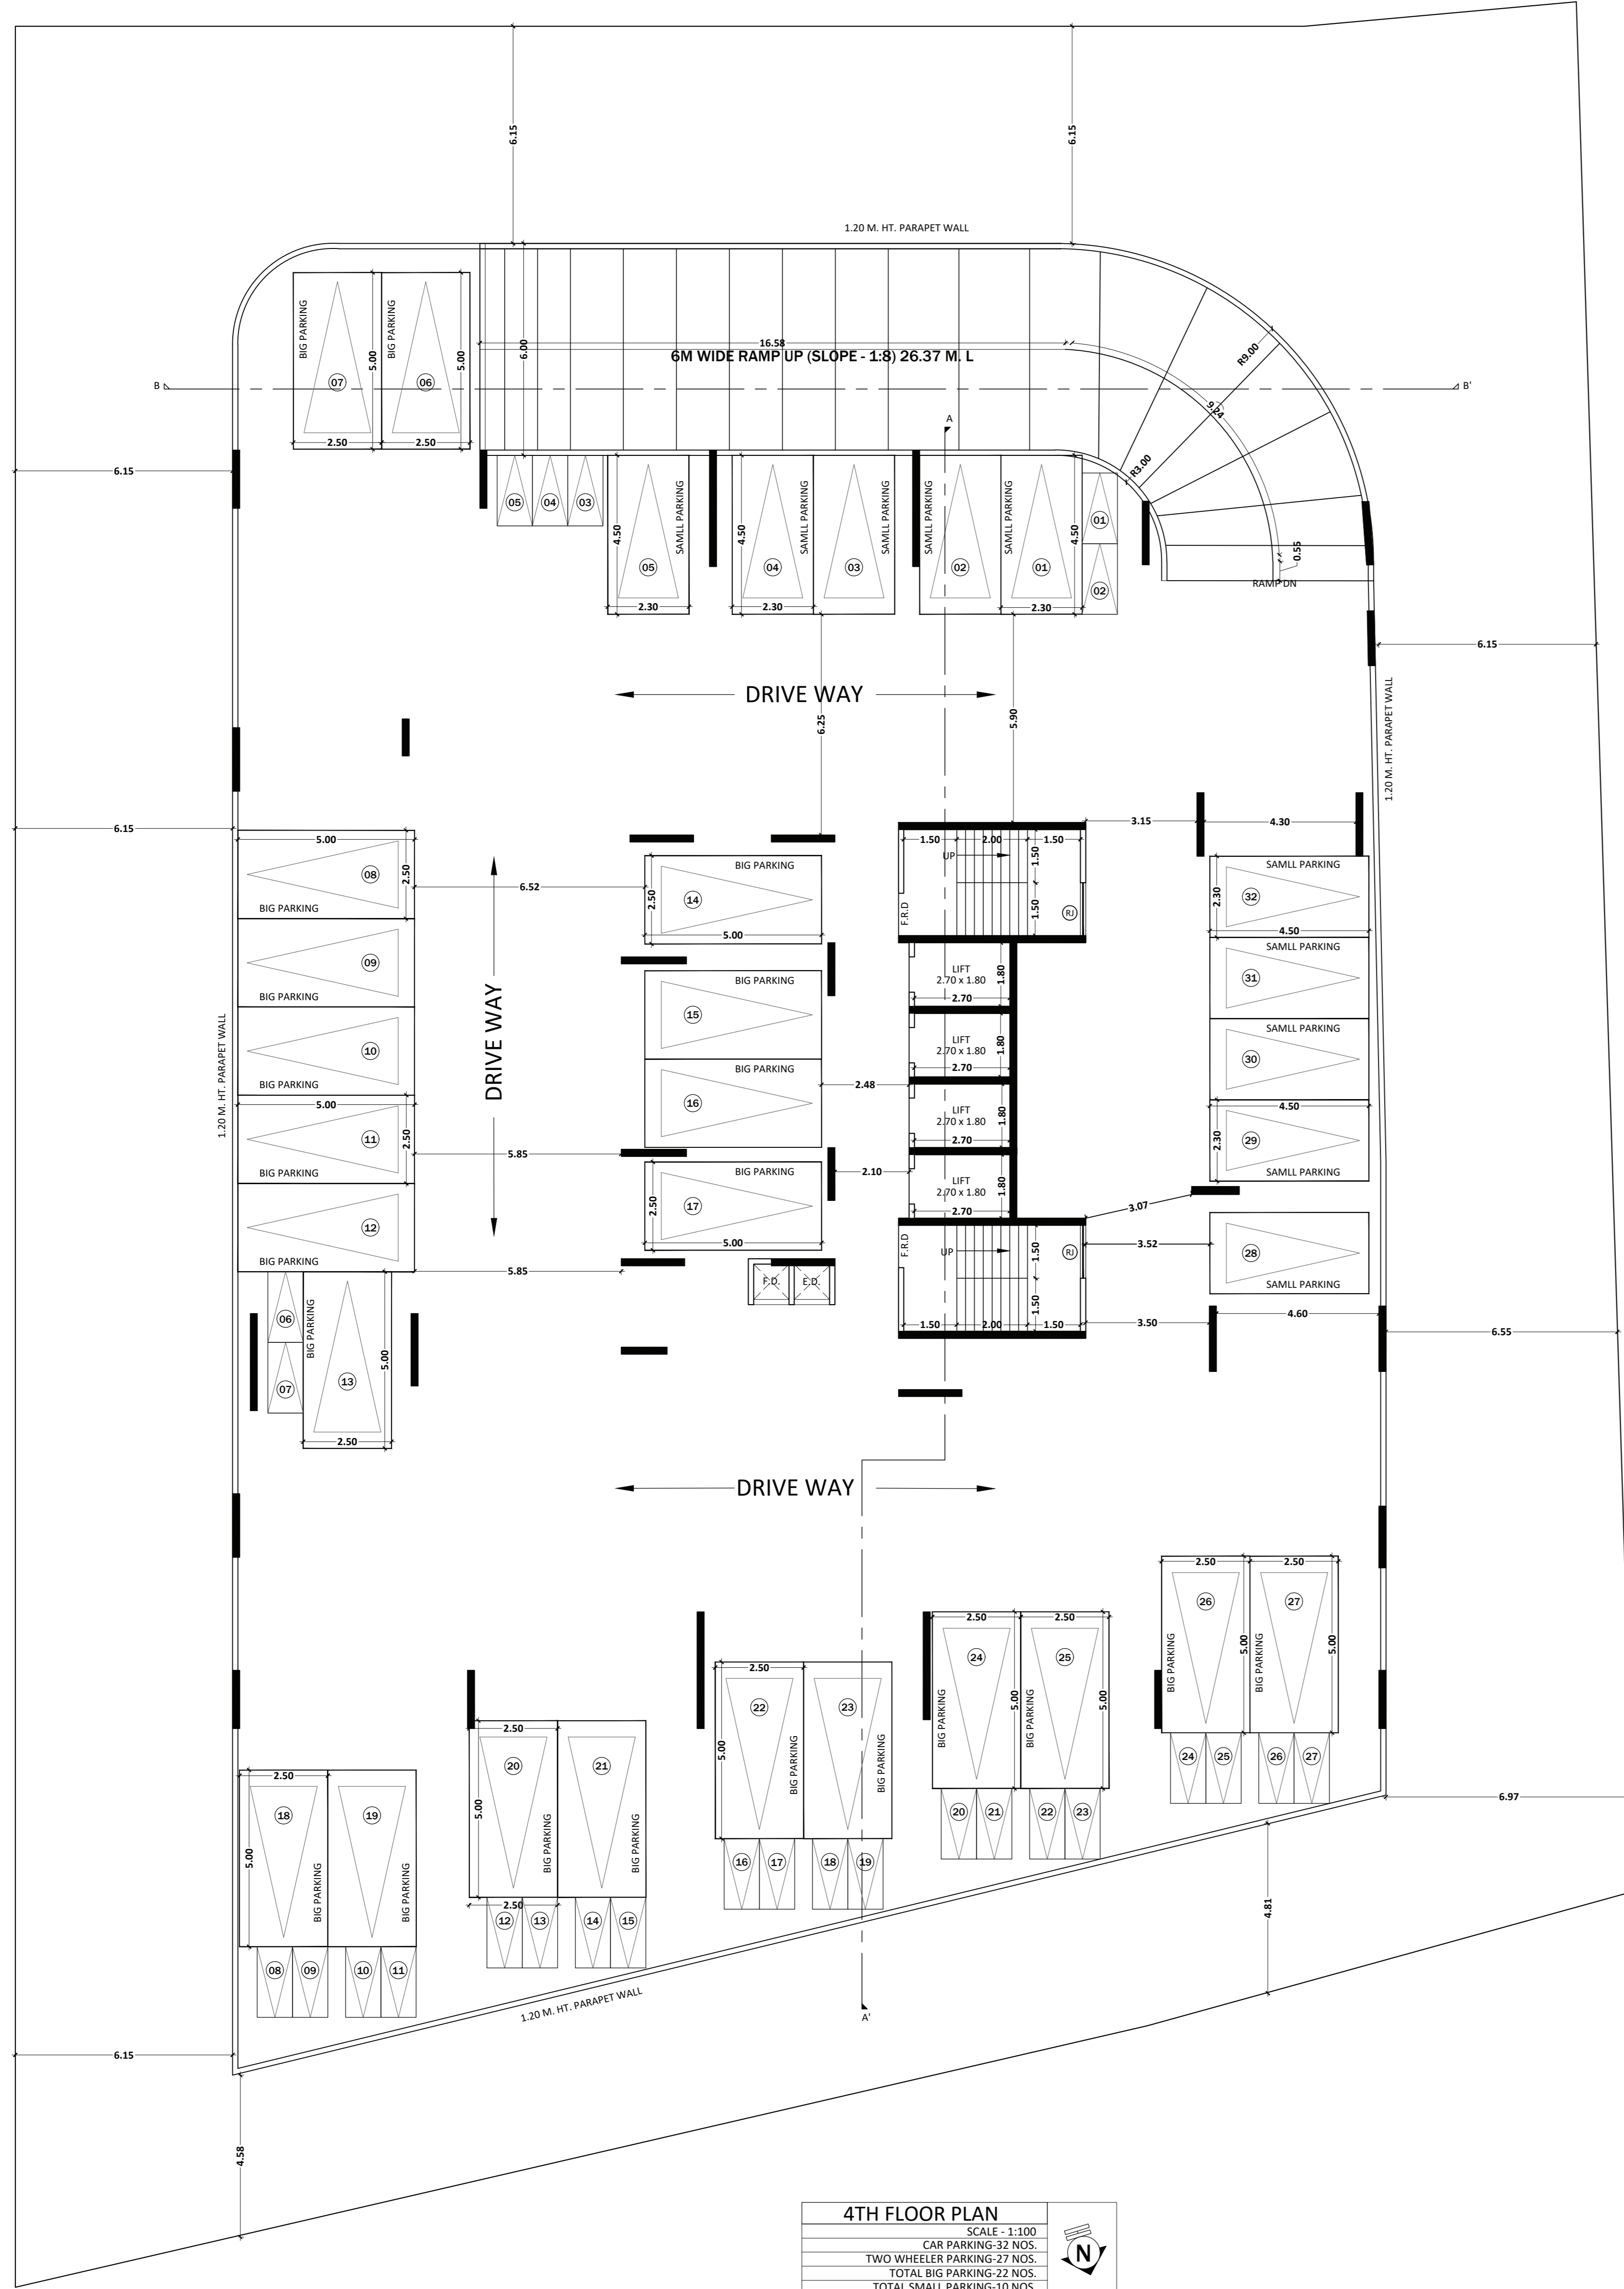 6.15
6.15
1.20 M. HT. PARAPET WALL
BIG PARKING
5.00
BIG PARKING
5.00
6.00
16.58
6M WIDE RAMP UP (SLOPE - 1:8) 26.37 M. L
R9.00
9.24
R3.00
B
B'
07
06
2.50
2.50
A
6.15
05
04
03
4.50
SAMLL PARKING
05
2.30
4.50
SAMLL PARKING
04
2.30
SAMLL PARKING
03
SAMLL PARKING
02
SAMLL PARKING
01
2.30
4.50
01
02
0.55
RAMP DN
6.15
DRIVE WAY
6.25
5.90
1.20 M. HT. PARAPET WALL
6.15
5.00
08
2.50
BIG PARKING
6.52
BIG PARKING
14
2.50
5.00
1.50
2.00
1.50
UP
1.50
1.50
F.R.D
RJ
3.15
4.30
SAMLL PARKING
32
2.30
4.50
09
BIG PARKING
DRIVE WAY
BIG PARKING
15
LIFT
2.70 x 1.80
1.80
2.70
SAMLL PARKING
31
1.20 M. HT. PARAPET WALL
10
BIG PARKING
BIG PARKING
16
2.48
LIFT
2.70 x 1.80
1.80
2.70
SAMLL PARKING
30
5.00
11
2.50
BIG PARKING
5.85
LIFT
2.70 x 1.80
1.80
2.70
4.50
29
2.30
SAMLL PARKING
BIG PARKING
17
2.50
5.00
2.10
LIFT
2.70 x 1.80
1.80
2.70
3.07
12
BIG PARKING
5.85
F.D.
E.D.
F.R.D
UP
1.50
1.50
RJ
1.50
2.00
1.50
3.52
28
SAMLL PARKING
3.50
4.60
6.55
06
07
BIG PARKING
13
5.00
2.50
DRIVE WAY
2.50
2.50
26
27
5.00
5.00
BIG PARKING
BIG PARKING
24
25
26
27
2.50
2.50
24
25
5.00
5.00
BIG PARKING
BIG PARKING
20
21
22
23
2.50
22
23
5.00
BIG PARKING
BIG PARKING
16
17
18
19
2.50
20
21
5.00
BIG PARKING
BIG PARKING
2.50
12
13
14
15
2.50
18
19
5.00
BIG PARKING
BIG PARKING
08
09
10
11
6.97
4.81
1.20 M. HT. PARAPET WALL
A'
6.15
4.58
4TH FLOOR PLAN
SCALE - 1:100
CAR PARKING-32 NOS.
TWO WHEELER PARKING-27 NOS.
TOTAL BIG PARKING-22 NOS.
TOTAL SMALL PARKING-10 NOS.
N